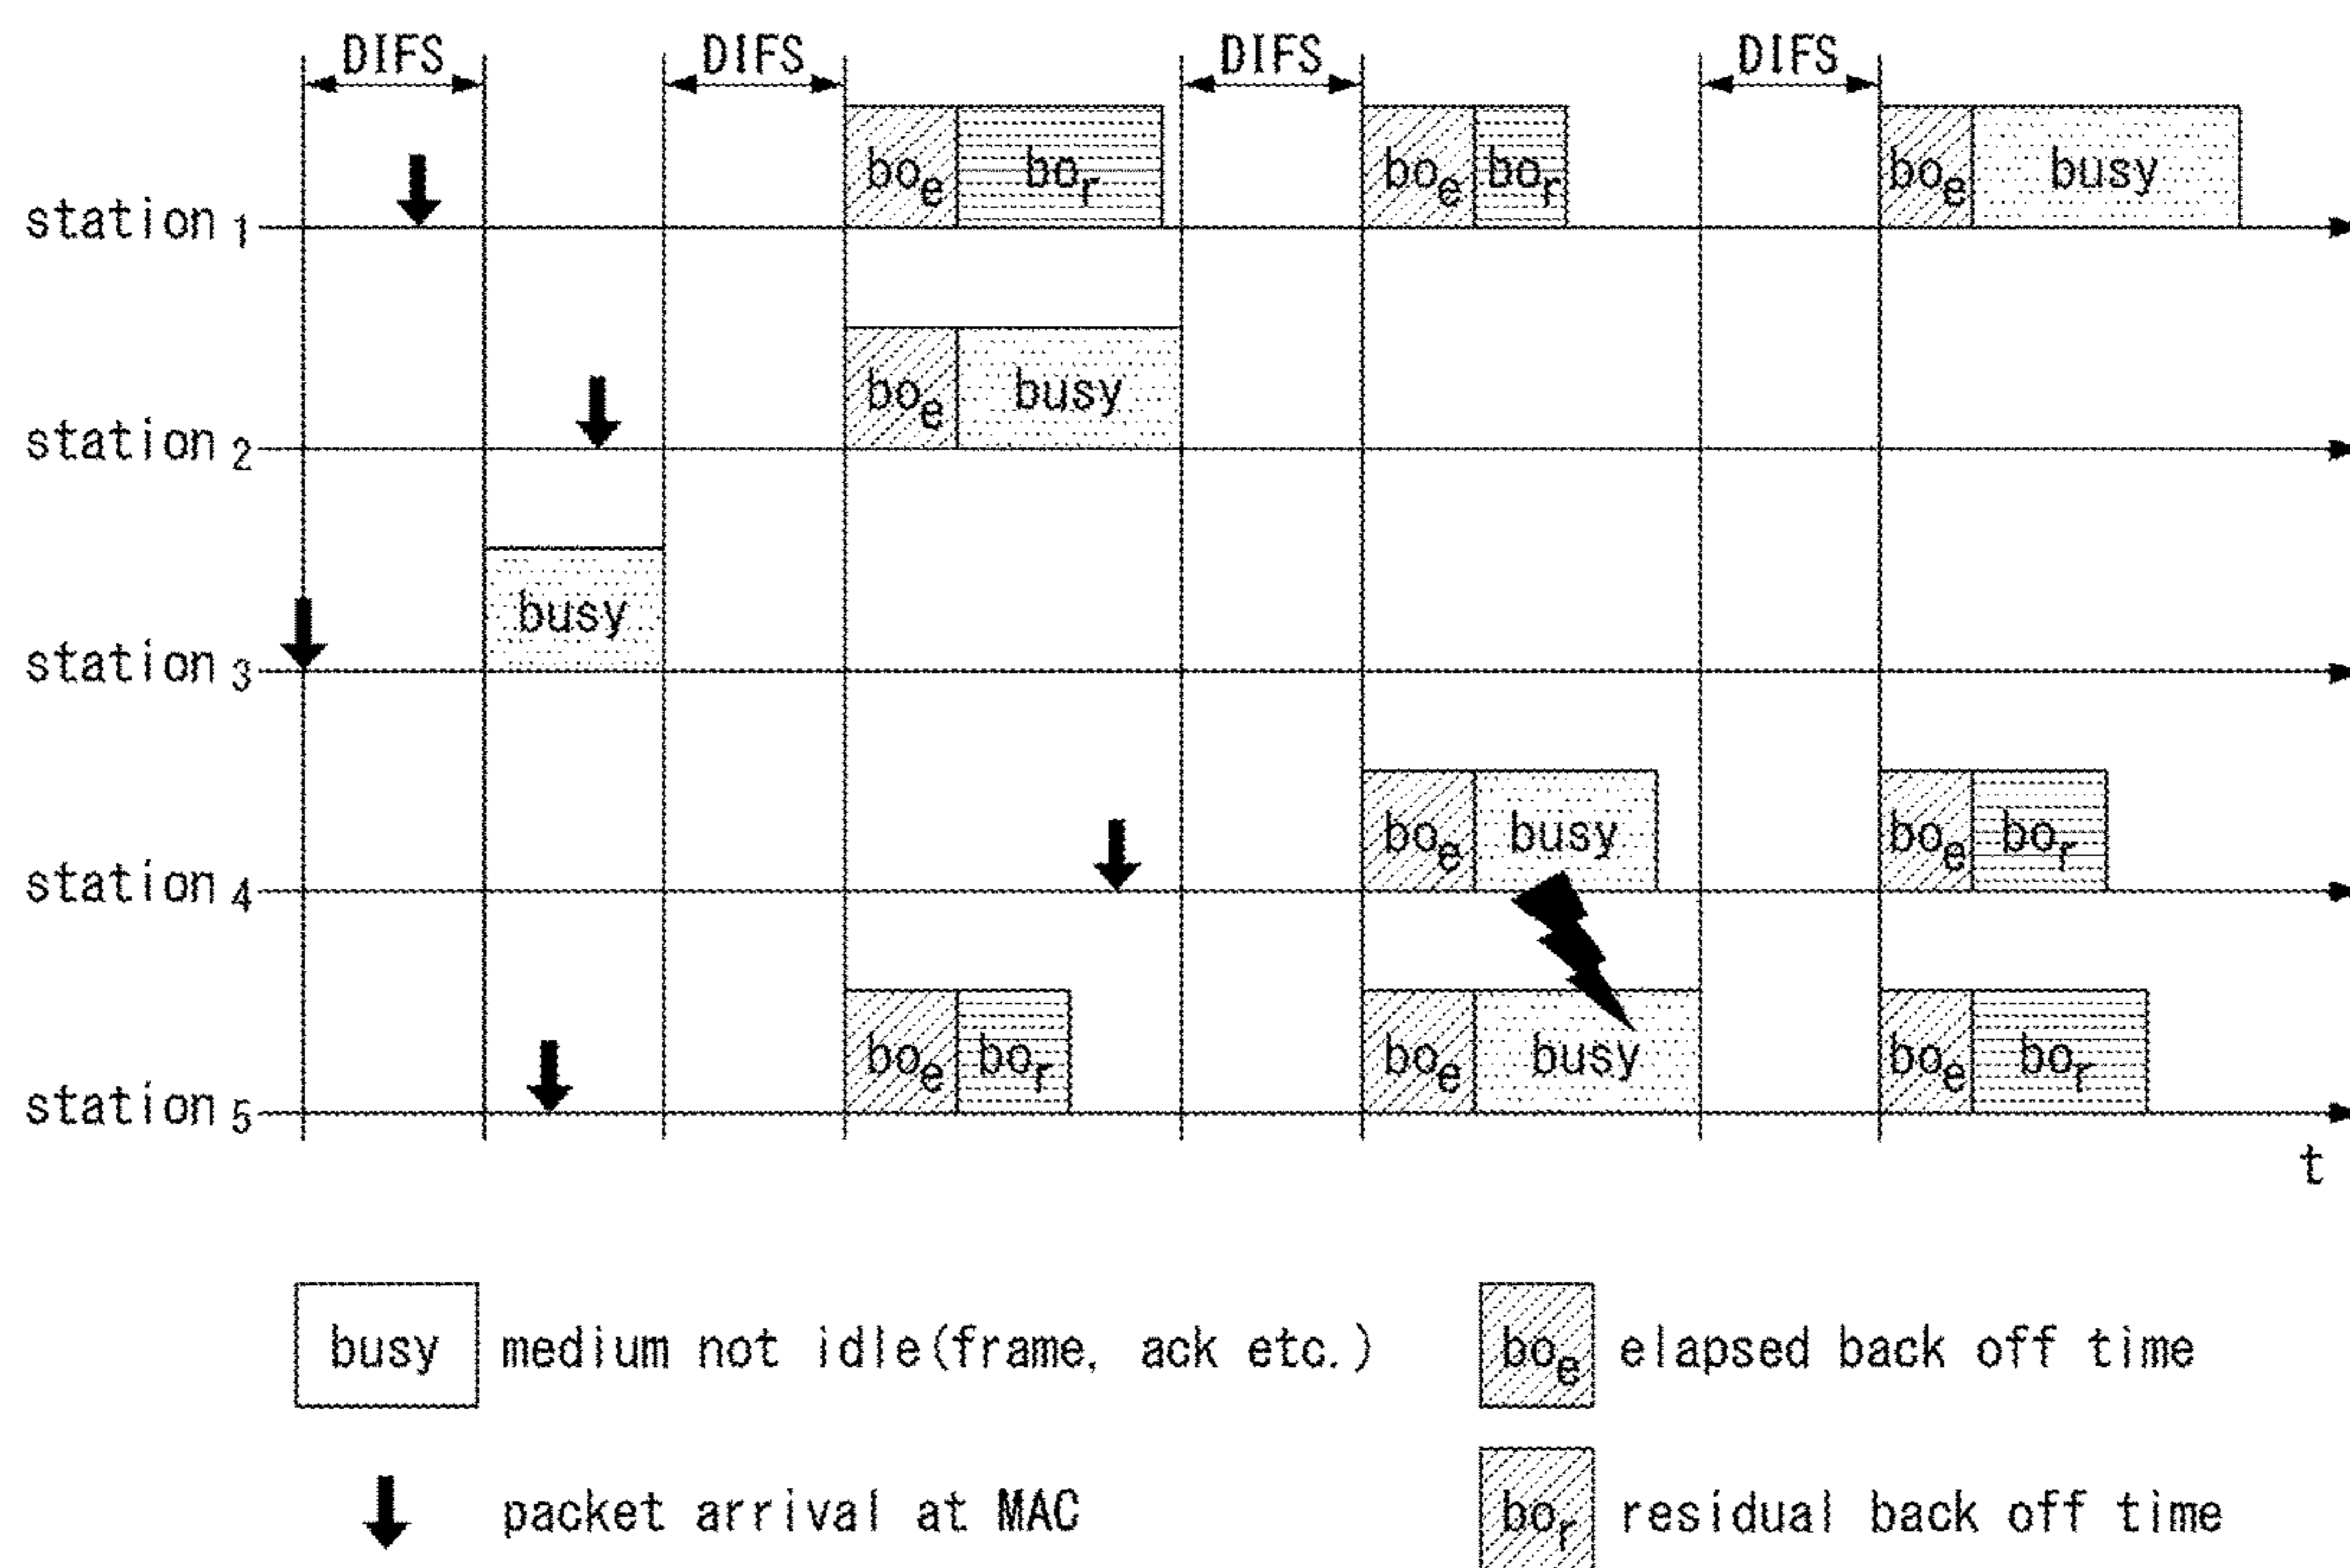 DIFS DIFS DIFS DIFS
station 1 boe bor boe bor boe busy
station 2 boe busy
station 3 busy
station 4 boe busy boe bor
station 5 boe bor boe busy boe bor
t
busy medium not idle(frame, ack etc.) boe elapsed back off time
packet arrival at MAC bor residual back off time